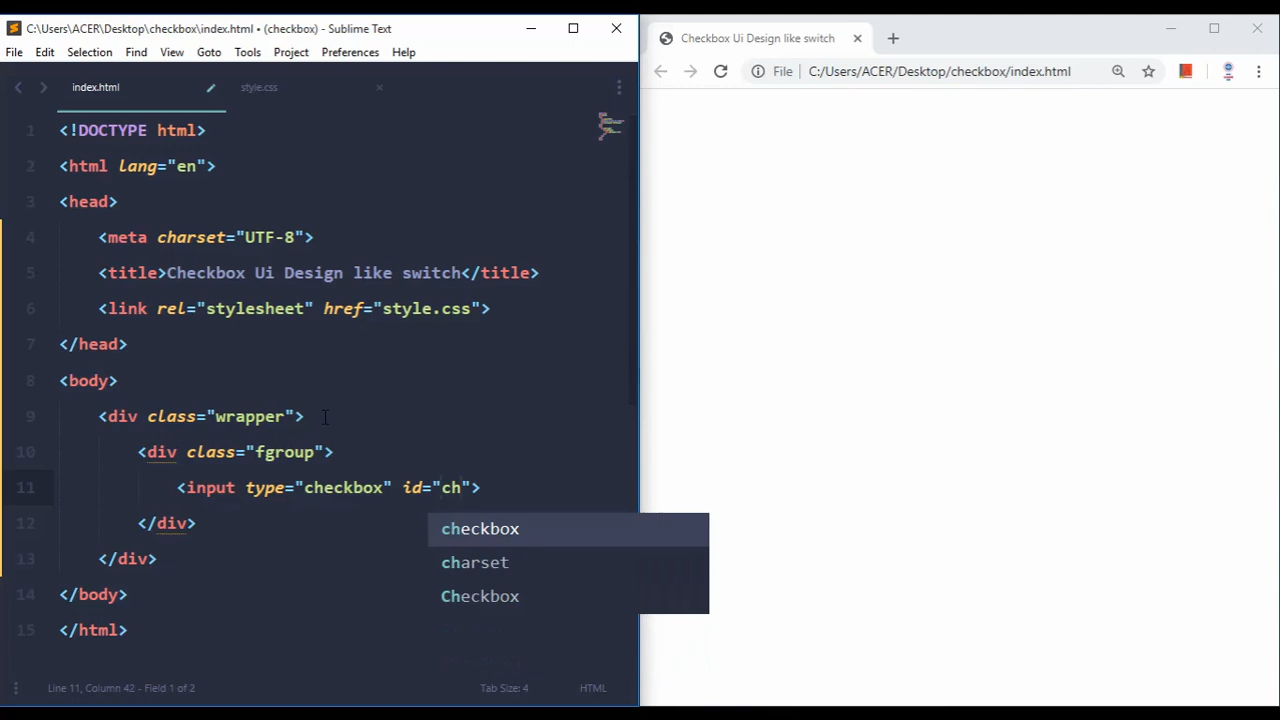 C:\Users\ACER\Desktop\checkbox\index.html • (checkbox) - Sublime Text
File Edit Selection Find View Goto Tools Project Preferences Help
index.html style.css
1 <!DOCTYPE html>
2 <html lang="en">
3 <head>
4 <meta charset="UTF-8">
5 <title>Checkbox Ui Design like switch</title>
6 <link rel="stylesheet" href="style.css">
7 </head>
8 <body>
9 <div class="wrapper">
10 <div class="fgroup">
11 <input type="checkbox" id="ch">
12 </div>
checkbox
13 </div>
charset
14 </body>
Checkbox
15 </html>
Line 11, Column 42 - Field 1 of 2 Tab Size: 4 HTML
Checkbox Ui Design like switch
File C:/Users/ACER/Desktop/checkbox/index.html